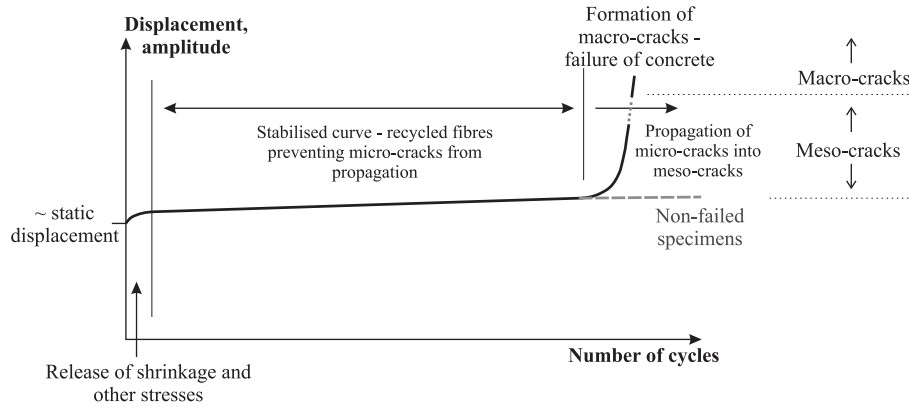 Displacement,
amplitude
Formation of
macro-cracks -
failure of concrete
Macro-cracks
Stabilised curve - recycled fibres
preventing micro-cracks from
propagation
Propagation of
micro-cracks into
meso-cracks
Meso-cracks
~ static
displacement
Non-failed
specimens
Number of cycles
Release of shrinkage and
other stresses